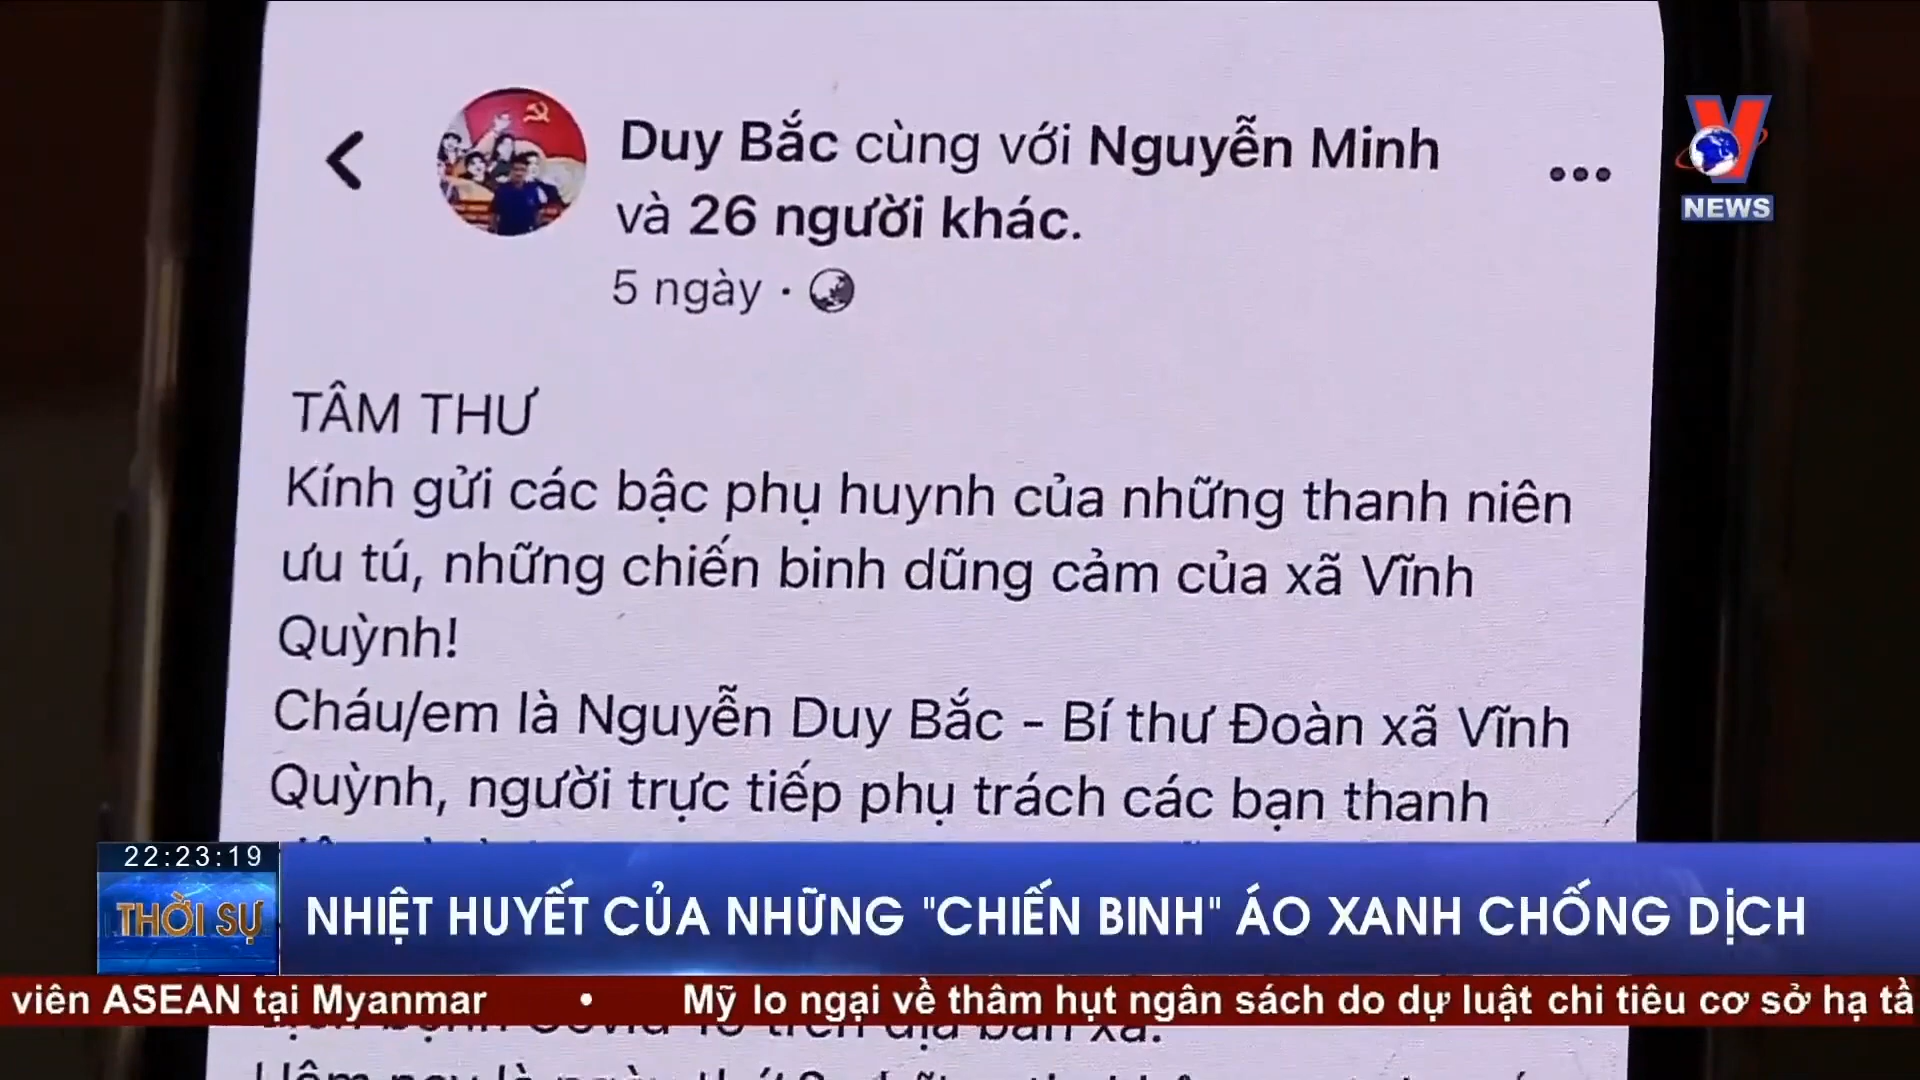 Duy Bắc cùng với Nguyễn Minh
và 26 người khác.
5 ngày ·
TÂM THƯ
Kính gửi các bậc phụ huynh của những thanh niên
ưu tú, những chiến binh dũng cảm của xã Vĩnh
Quỳnh!
Cháu/em là Nguyễn Duy Bắc - Bí thư Đoàn xã Vĩnh
Quỳnh, người trực tiếp phụ trách các bạn thanh
V
NEWS
22:23:19
THỜI SỰ
NHIỆT HUYẾT CỦA NHỮNG "CHIẾN BINH" ÁO XANH CHỐNG DỊCH
viên ASEAN tại Myanmar • Mỹ lo ngại về thâm hụt ngân sách do dự luật chi tiêu cơ sở hạ tầ
trên địa bàn xã.